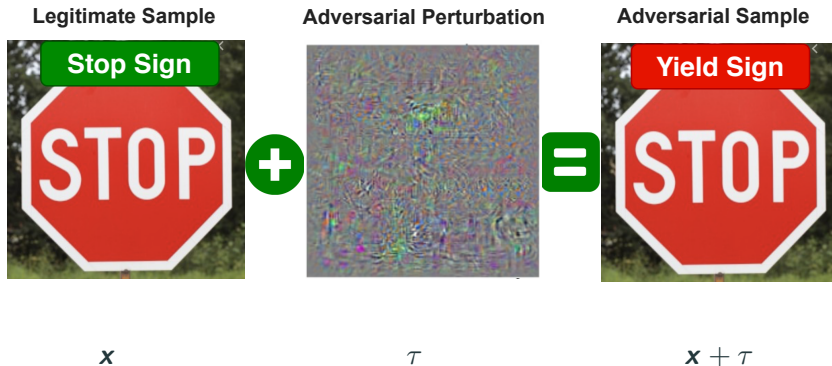 Legitimate Sample
Adversarial Perturbation
Adversarial Sample
Stop Sign
Yield Sign
STOP
STOP
x
τ
x + τ